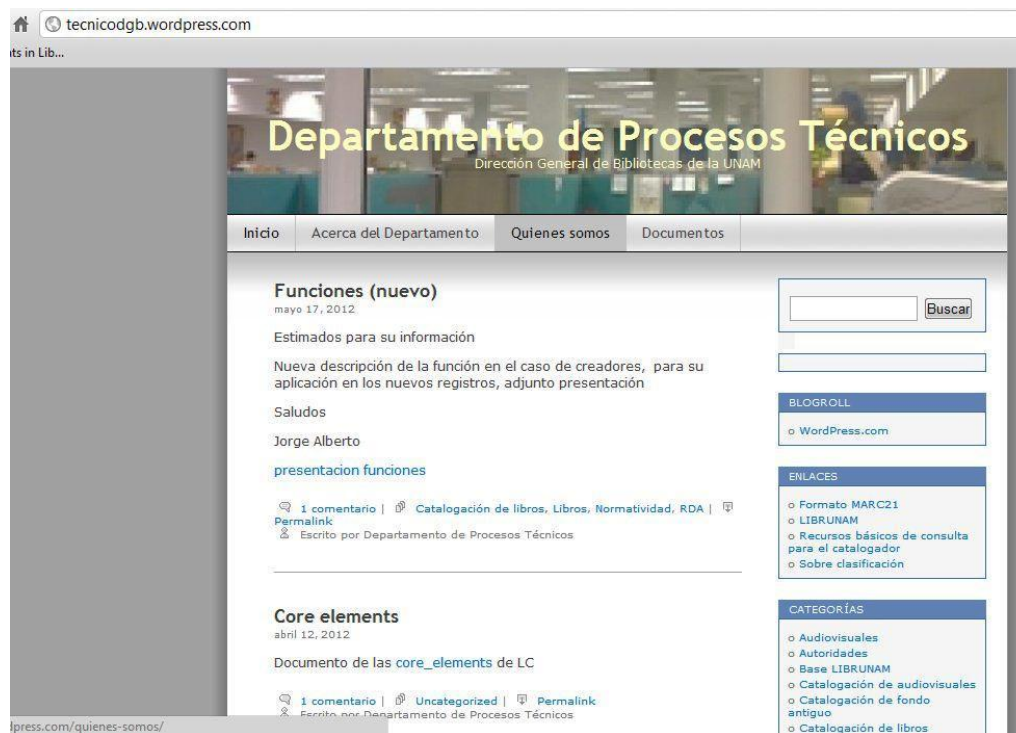 tecnicodgb.wordpress.com
ts in Lib...
Departamento de Procesos Técnicos
Dirección General de Bibliotecas de la UNAM
Inicio
Acerca del Departamento
Quienes somos
Documentos
Funciones (nuevo)
mayo 17, 2012
Estimados para su información
Nueva descripción de la función en el caso de creadores, para su
aplicación en los nuevos registros, adjunto presentación
Saludos
Jorge Alberto
presentacion funciones
1 comentario | Catalogación de libros, Libros, Normatividad, RDA |
Permalink
Escrito por Departamento de Procesos Técnicos
Core elements
abril 12, 2012
Documento de las core_elements de LC
1 comentario | Uncategorized | Permalink
Escrito por Departamento de Procesos Técnicos
Buscar
BLOGROLL
WordPress.com
ENLACES
Formato MARC21
LIBRUNAM
Recursos básicos de consulta
para el catalogador
Sobre clasificación
CATEGORÍAS
Audiovisuales
Autoridades
Base LIBRUNAM
Catalogación de audiovisuales
Catalogación de fondo
antiguo
Catalogación de libros
dpress.com/quienes-somos/